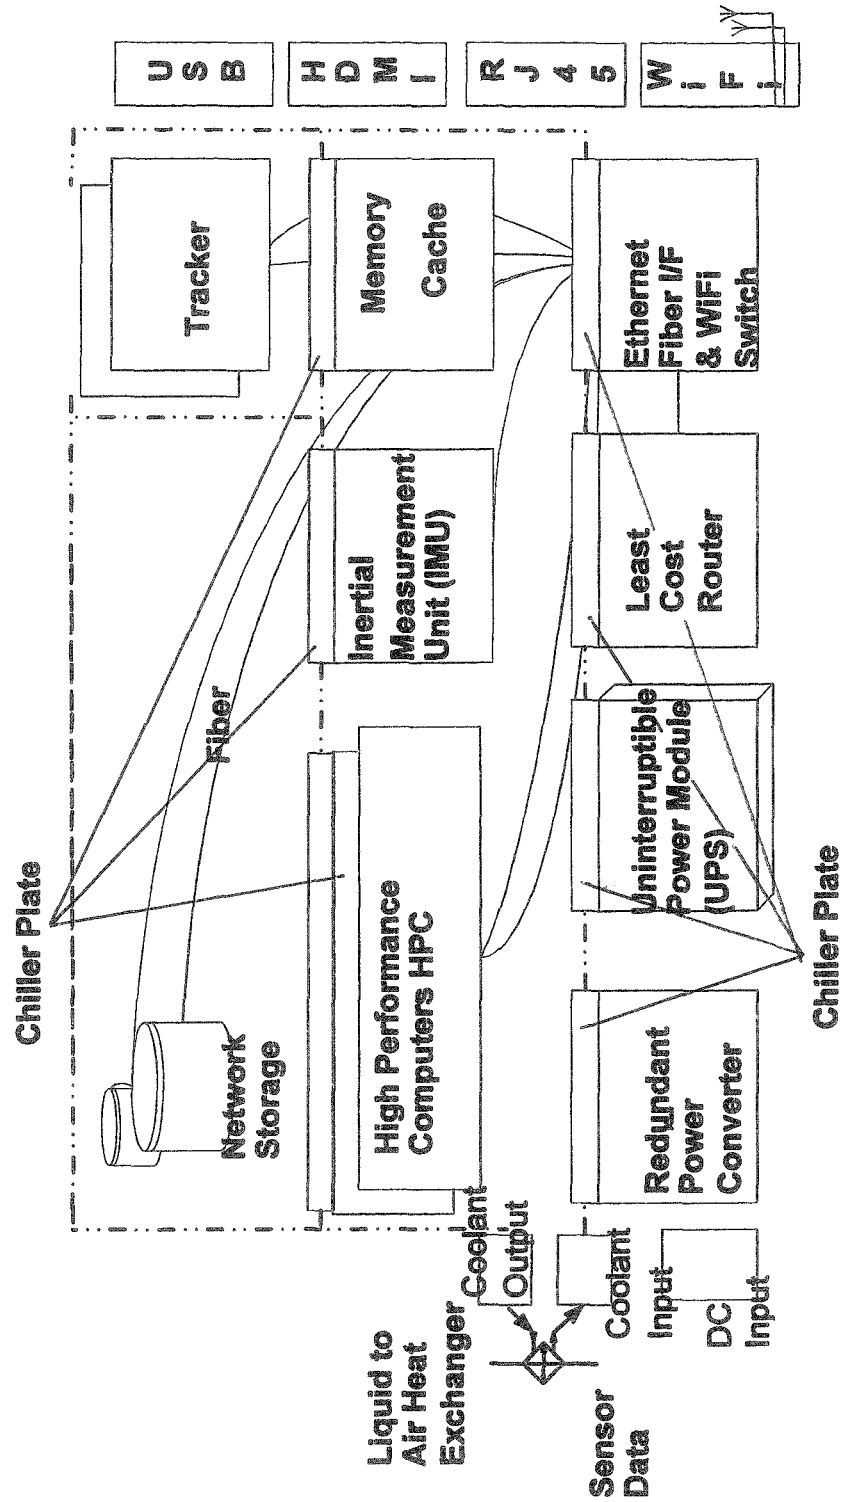 Chiller Plate
Network
Storage
Fiber
Tracker
USB
High Performance
Computers HPC
Inertial
Measurement
Unit (IMU)
Memory
Cache
HDMI
Liquid to
Air Heat
Exchanger
Coolant
Output
RJ45
Sensor
Data
Coolant
Input
DC
Input
Redundant
Power
Converter
Uninterruptible
Power Module
(UPS)
Least
Cost
Router
Ethernet
Fiber I/F
& WiFi
Switch
WiFi
Chiller Plate